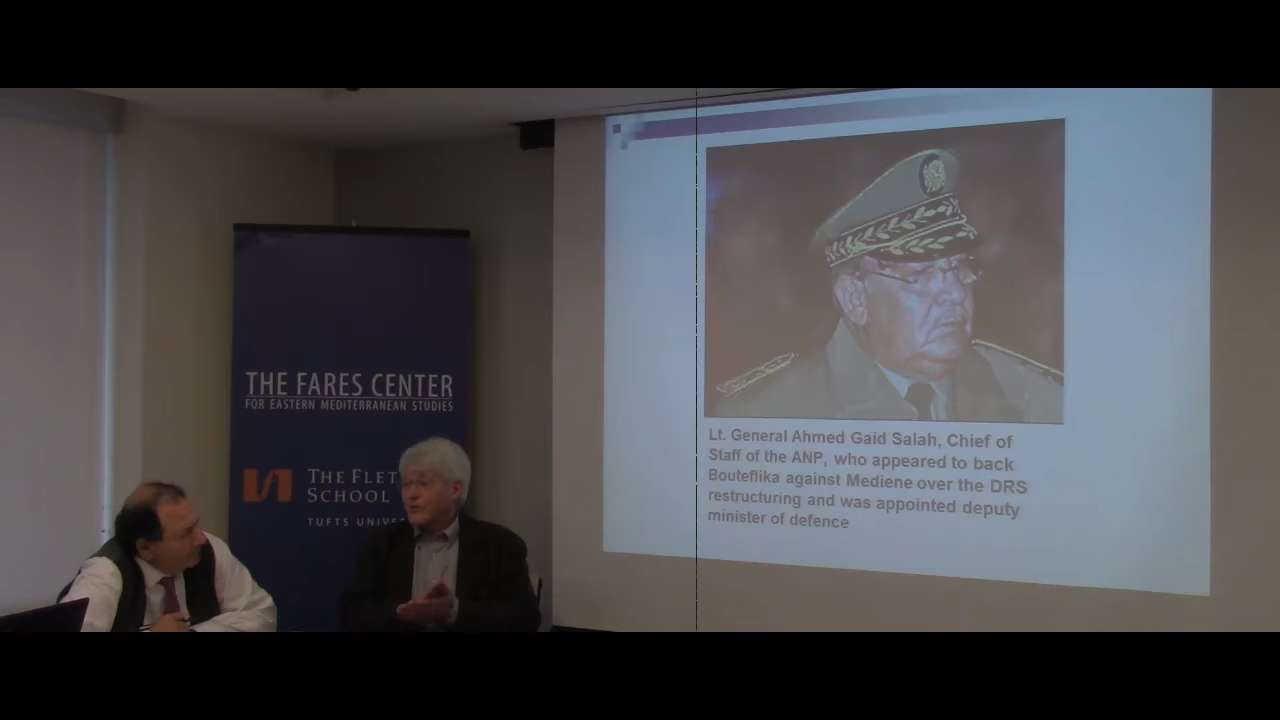 THE FARES CENTER
FOR EASTERN MEDITERRANEAN STUDIES
THE FLET
SCHOOL
TUFTS UNIVE
Lt. General Ahmed Gaid Salah, Chief of
Staff of the ANP, who appeared to back
Bouteflika against Mediene over the DRS
restructuring and was appointed deputy
minister of defence